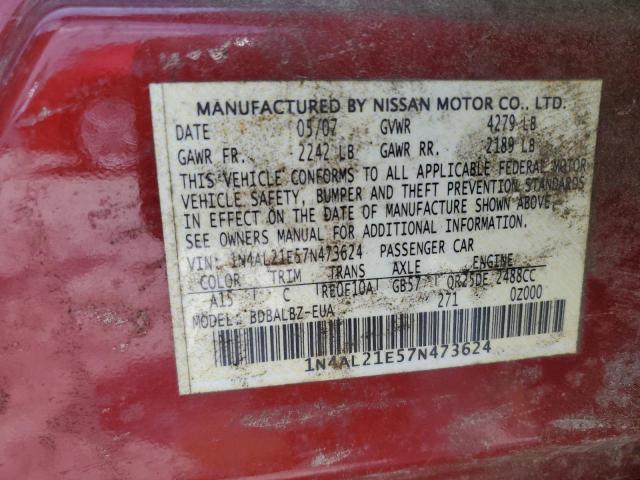 MANUFACTURED BY NISSAN MOTOR CO., LTD.
DATE 05/07 GVWR 4279 LB
GAWR FR. 2242 LB GAWR RR. 2189 LB
THIS VEHICLE CONFORMS TO ALL APPLICABLE FEDERAL MOTOR
VEHICLE SAFETY, BUMPER AND THEFT PREVENTION STANDARDS
IN EFFECT ON THE DATE OF MANUFACTURE SHOWN ABOVE.
SEE OWNERS MANUAL FOR ADDITIONAL INFORMATION.
VIN: 1N4AL21E57N473624 PASSENGER CAR
COLOR TRIM TRANS AXLE ENGINE
A15 C RE0F10A GB57 QR25DE 2488CC
MODEL: BDBALBZ-EUA 271 0Z000
1N4AL21E57N473624